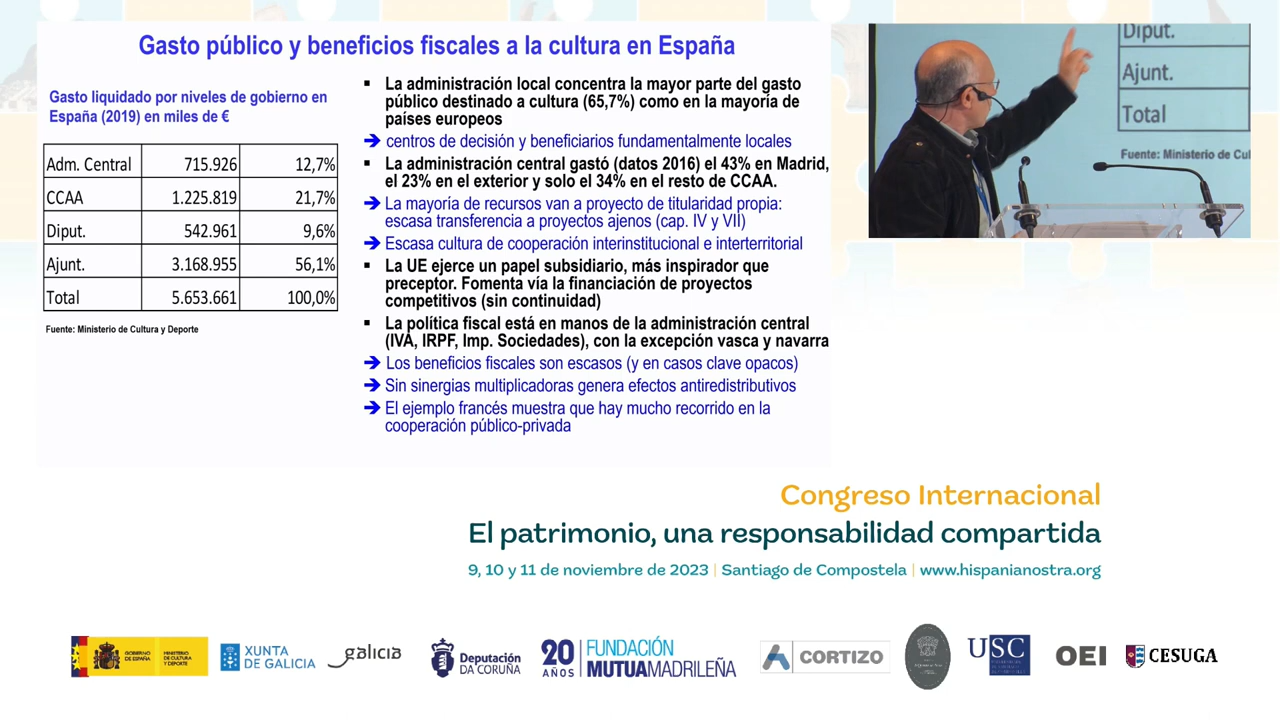 Gasto público y beneficios fiscales a la cultura en España
Gasto liquidado por niveles de gobierno en
España (2019) en miles de €
Adm. Central 715.926 12,7%
CCAA 1.225.819 21,7%
Diput. 542.961 9,6%
Ajunt. 3.168.955 56,1%
Total 5.653.661 100,0%
Fuente: Ministerio de Cultura y Deporte
▪ La administración local concentra la mayor parte del gasto
público destinado a cultura (65,7%) como en la mayoría de
países europeos
➔ centros de decisión y beneficiarios fundamentalmente locales
▪ La administración central gastó (datos 2016) el 43% en Madrid,
el 23% en el exterior y solo el 34% en el resto de CCAA.
➔ La mayoría de recursos van a proyecto de titularidad propia:
escasa transferencia a proyectos ajenos (cap. IV y VII)
➔ Escasa cultura de cooperación interinstitucional e interterritorial
▪ La UE ejerce un papel subsidiario, más inspirador que
preceptor. Fomenta vía la financiación de proyectos
competitivos (sin continuidad)
▪ La política fiscal está en manos de la administración central
(IVA, IRPF, Imp. Sociedades), con la excepción vasca y navarra
➔ Los beneficios fiscales son escasos (y en casos clave opacos)
➔ Sin sinergias multiplicadoras genera efectos antiredistributivos
➔ El ejemplo francés muestra que hay mucho recorrido en la
cooperación público-privada
Diput.
Ajunt.
Total
Fuente: Ministerio de Cul
Congreso Internacional
El patrimonio, una responsabilidad compartida
9, 10 y 11 de noviembre de 2023 | Santiago de Compostela | www.hispanianostra.org
GOBIERNO
DE ESPAÑA
MINISTERIO
DE CULTURA
Y DEPORTE
XUNTA
DE GALICIA
galicia
Deputación
DA CORUÑA
20
AÑOS
FUNDACIÓN
MUTUAMADRILEÑA
CORTIZO
USC
OEI
CESUGA